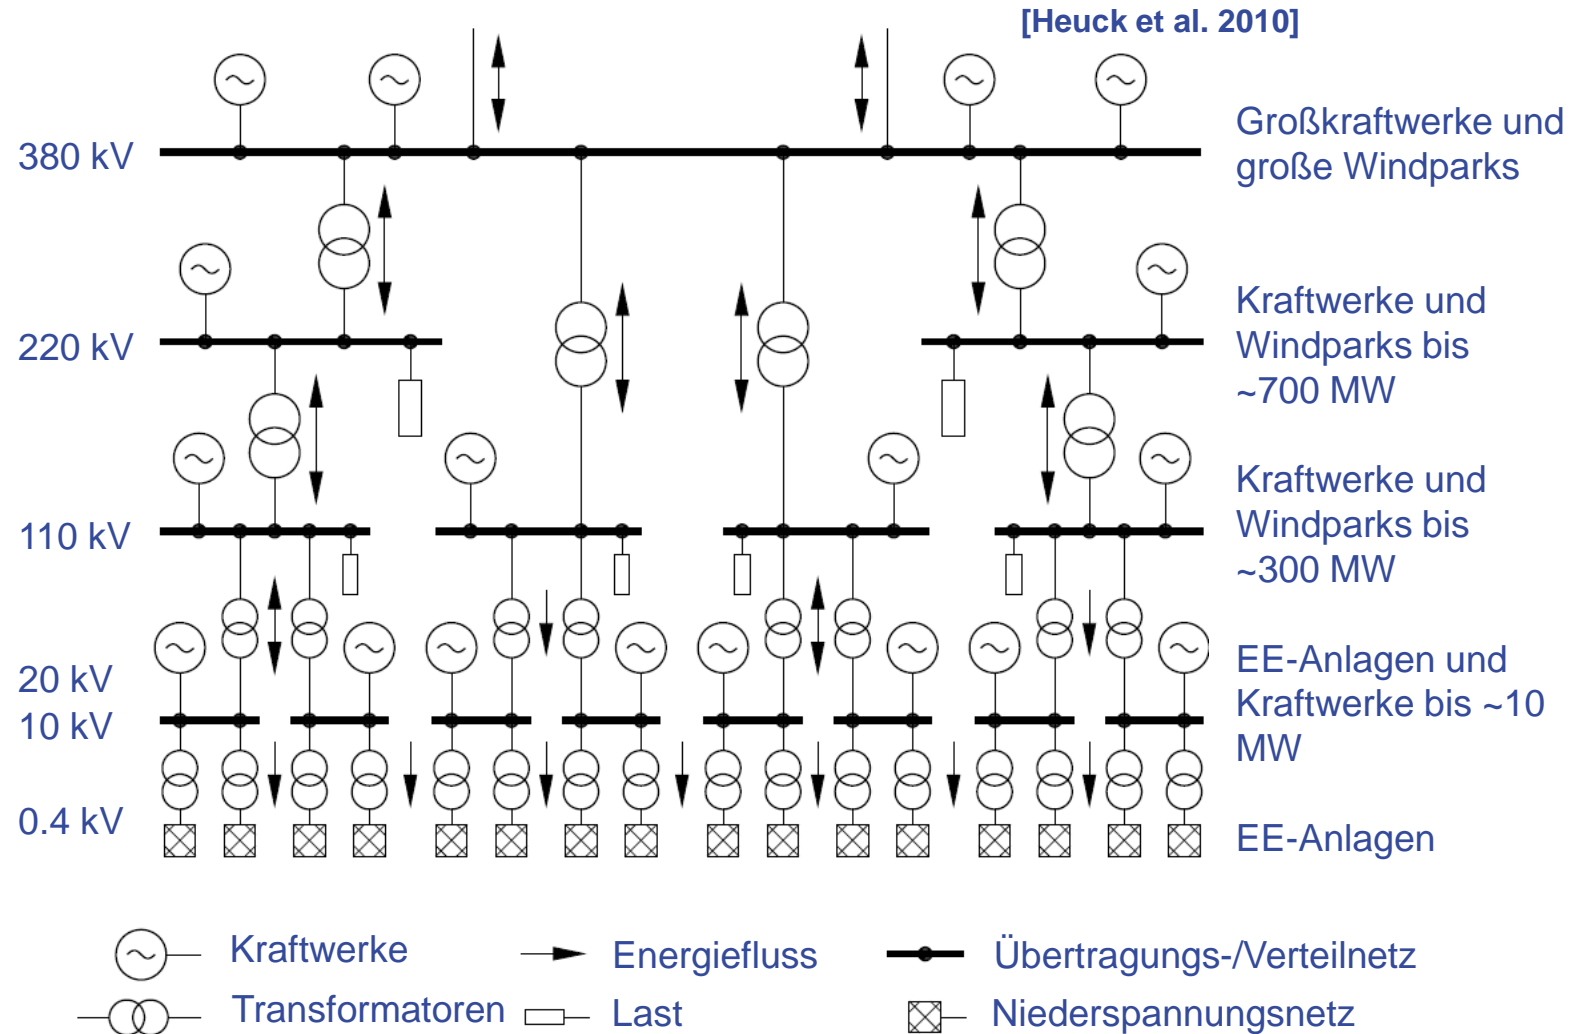 [Heuck et al. 2010]
380 kV
Großkraftwerke und
große Windparks
220 kV
Kraftwerke und
Windparks bis
~700 MW
110 kV
Kraftwerke und
Windparks bis
~300 MW
20 kV
10 kV
EE-Anlagen und
Kraftwerke bis ~10
MW
0.4 kV
EE-Anlagen
Kraftwerke
Energiefluss
Übertragungs-/Verteilnetz
Transformatoren
Last
Niederspannungsnetz